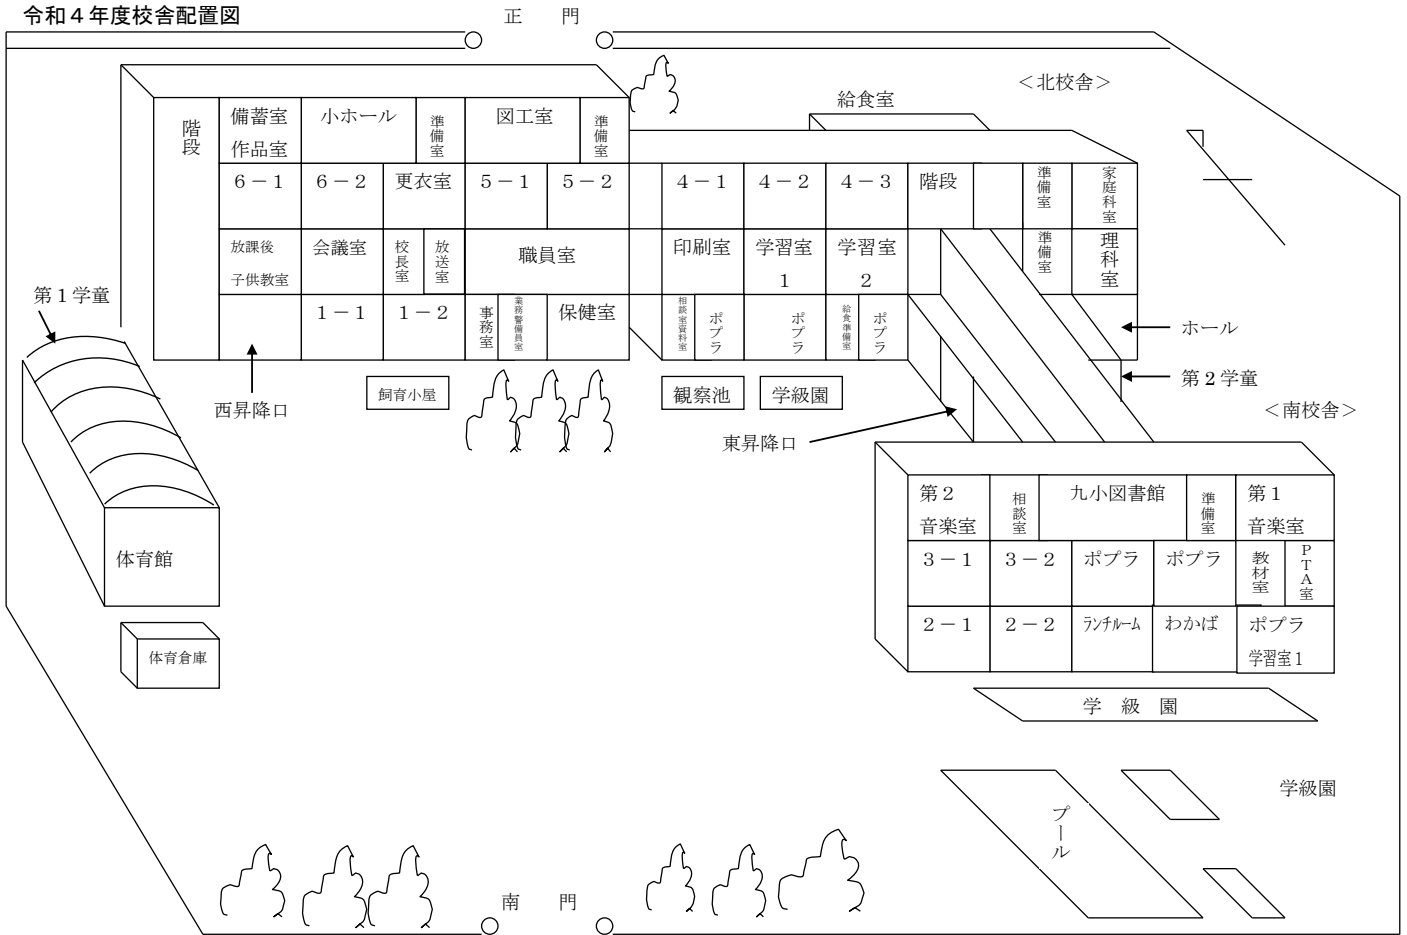 令和４年度校舎配置図
正　門
＜北校舎＞
給食室
階段
備蓄室
作品室
小ホール
準備室
図工室
準備室
６－１
６－２
更衣室
５－１
５－２
４－１
４－２
４－３
階段
準備室
家庭科室
放課後
子供教室
会議室
校長室
放送室
職員室
印刷室
学習室
１
学習室
２
準備室
理科室
第１学童
１－１
１－２
事務室
業務警備員室
保健室
相談室資料室
ポプラ
ポプラ
給食準備室
ポプラ
ホール
第２学童
西昇降口
飼育小屋
観察池
学級園
東昇降口
＜南校舎＞
第２
音楽室
相談室
九小図書館
準備室
第１
音楽室
体育館
３－１
３－２
ポプラ
ポプラ
教材室
ＰＴＡ室
２－１
２－２
ランチルーム
わかば
ポプラ
学習室１
体育倉庫
学　級　園
学級園
プール
南　門